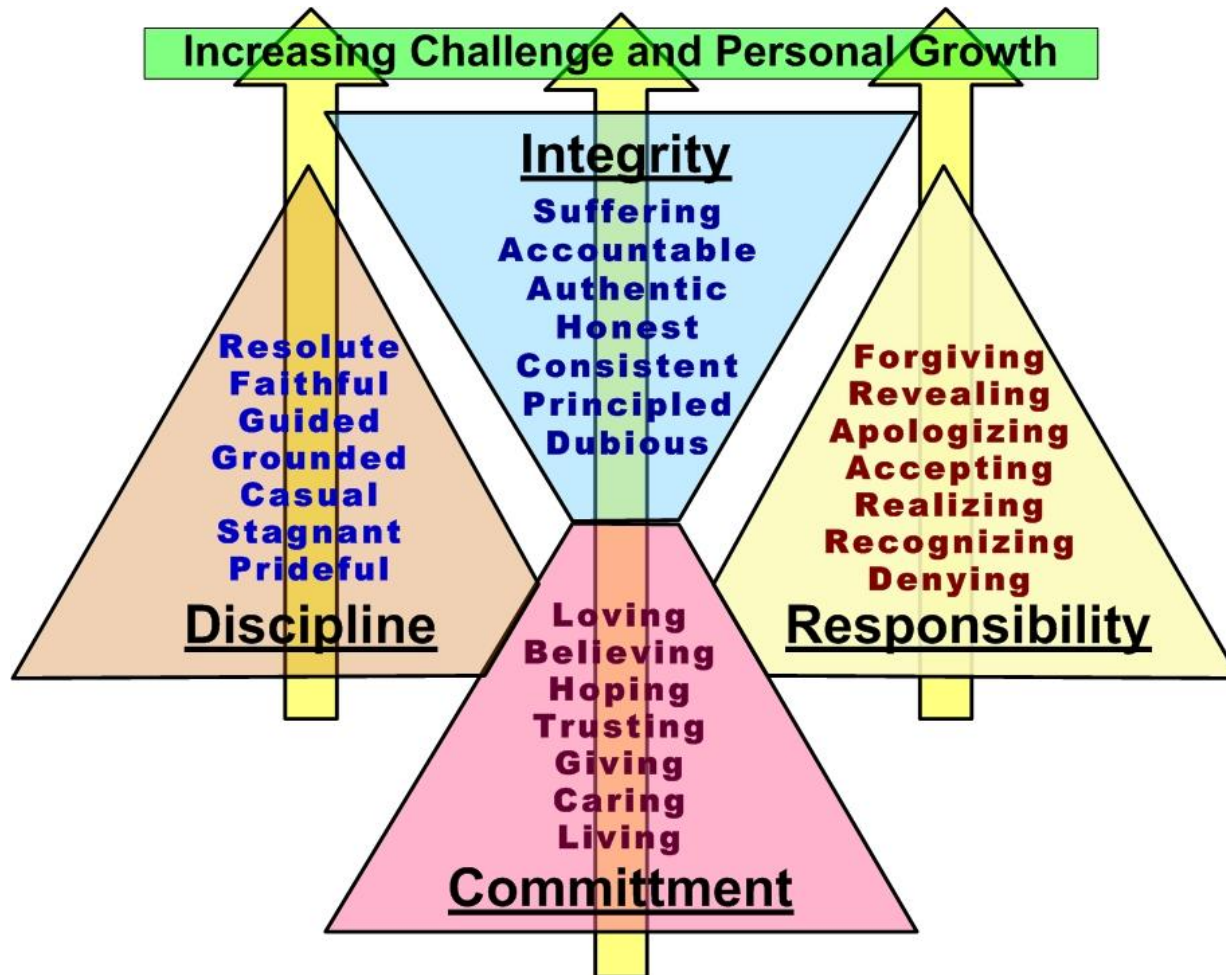 Increasing Challenge and Personal Growth
Integrity
Suffering
Accountable
Authentic
Honest
Consistent
Principled
Dubious
Resolute
Faithful
Guided
Grounded
Casual
Stagnant
Prideful
Discipline
Forgiving
Revealing
Apologizing
Accepting
Realizing
Recognizing
Denying
Responsibility
Loving
Believing
Hoping
Trusting
Giving
Caring
Living
Committment